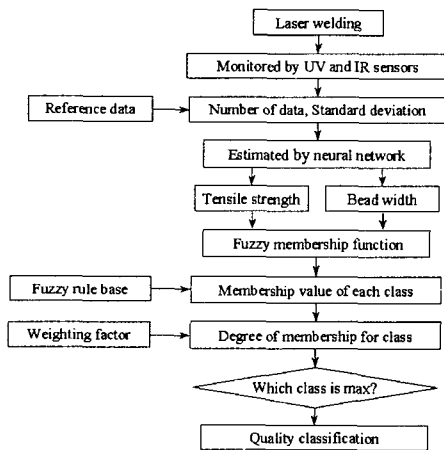 Laser welding
Monitored by UV and IR sensors
Reference data
Number of data, Standard deviation
Estimated by neural network
Tensile strength
Bead width
Fuzzy membership function
Fuzzy rule base
Membership value of each class
Weighting factor
Degree of membership for class
Which class is max?
Quality classification